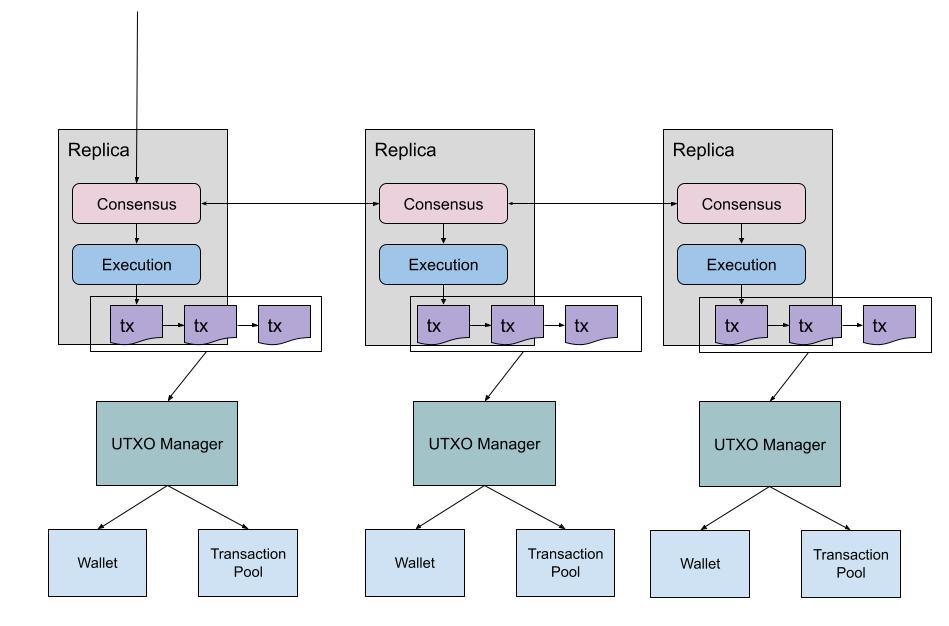 Replica
Replica
Replica
Consensus
Consensus
Consensus
Execution
Execution
Execution
tx tx tx
tx tx tx
tx tx tx
UTXO Manager
UTXO Manager
UTXO Manager
Wallet
Transaction
Pool
Wallet
Transaction
Pool
Wallet
Transaction
Pool